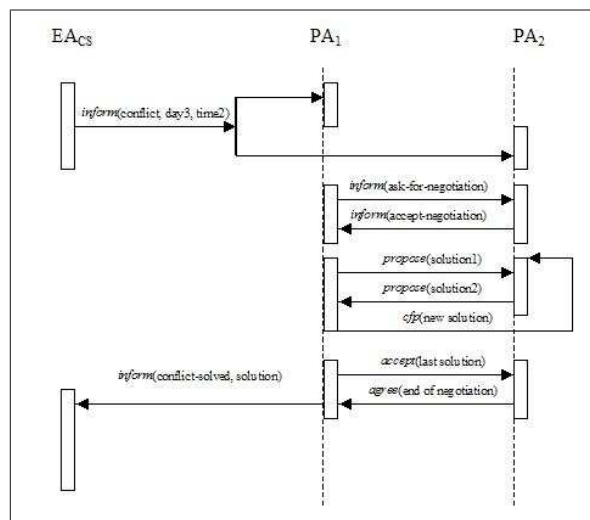 EA_CS PA_1 PA_2
inform(conflict, day3, time2)
inform(ask-for-negotiation)
inform(accept-negotiation)
propose(solution1)
propose(solution2)
cfp(new solution)
accept(last solution)
inform(conflict-solved, solution)
agree(end of negotiation)